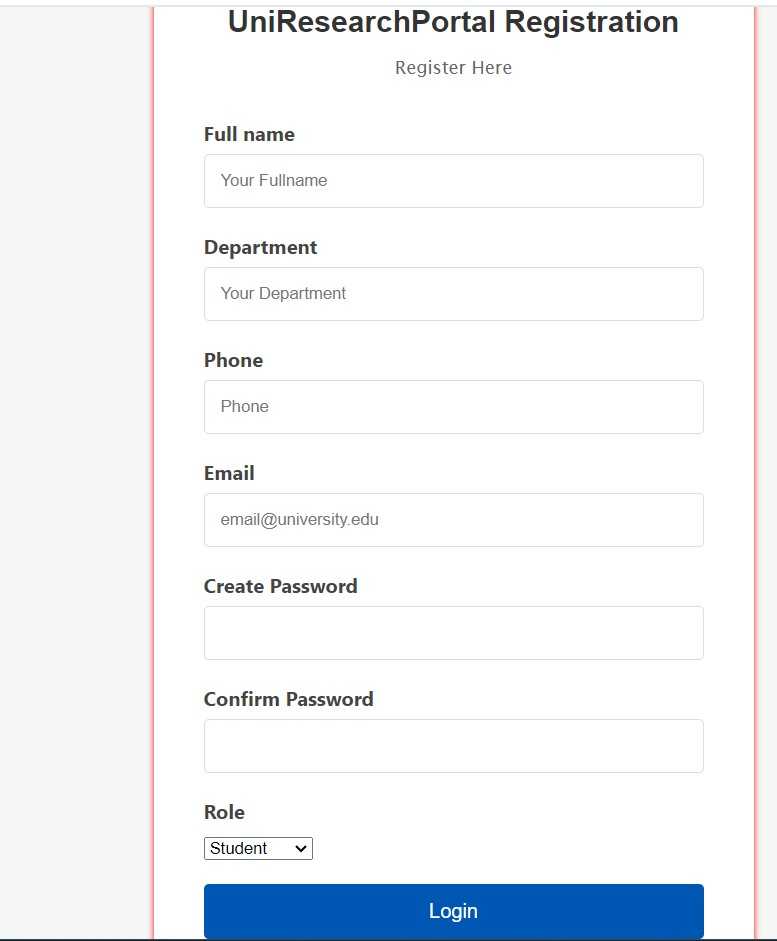 UniResearchPortal Registration
Register Here
Full name
Your Fullname
Department
Your Department
Phone
Phone
Email
email@university.edu
Create Password
Confirm Password
Role
Student
Login